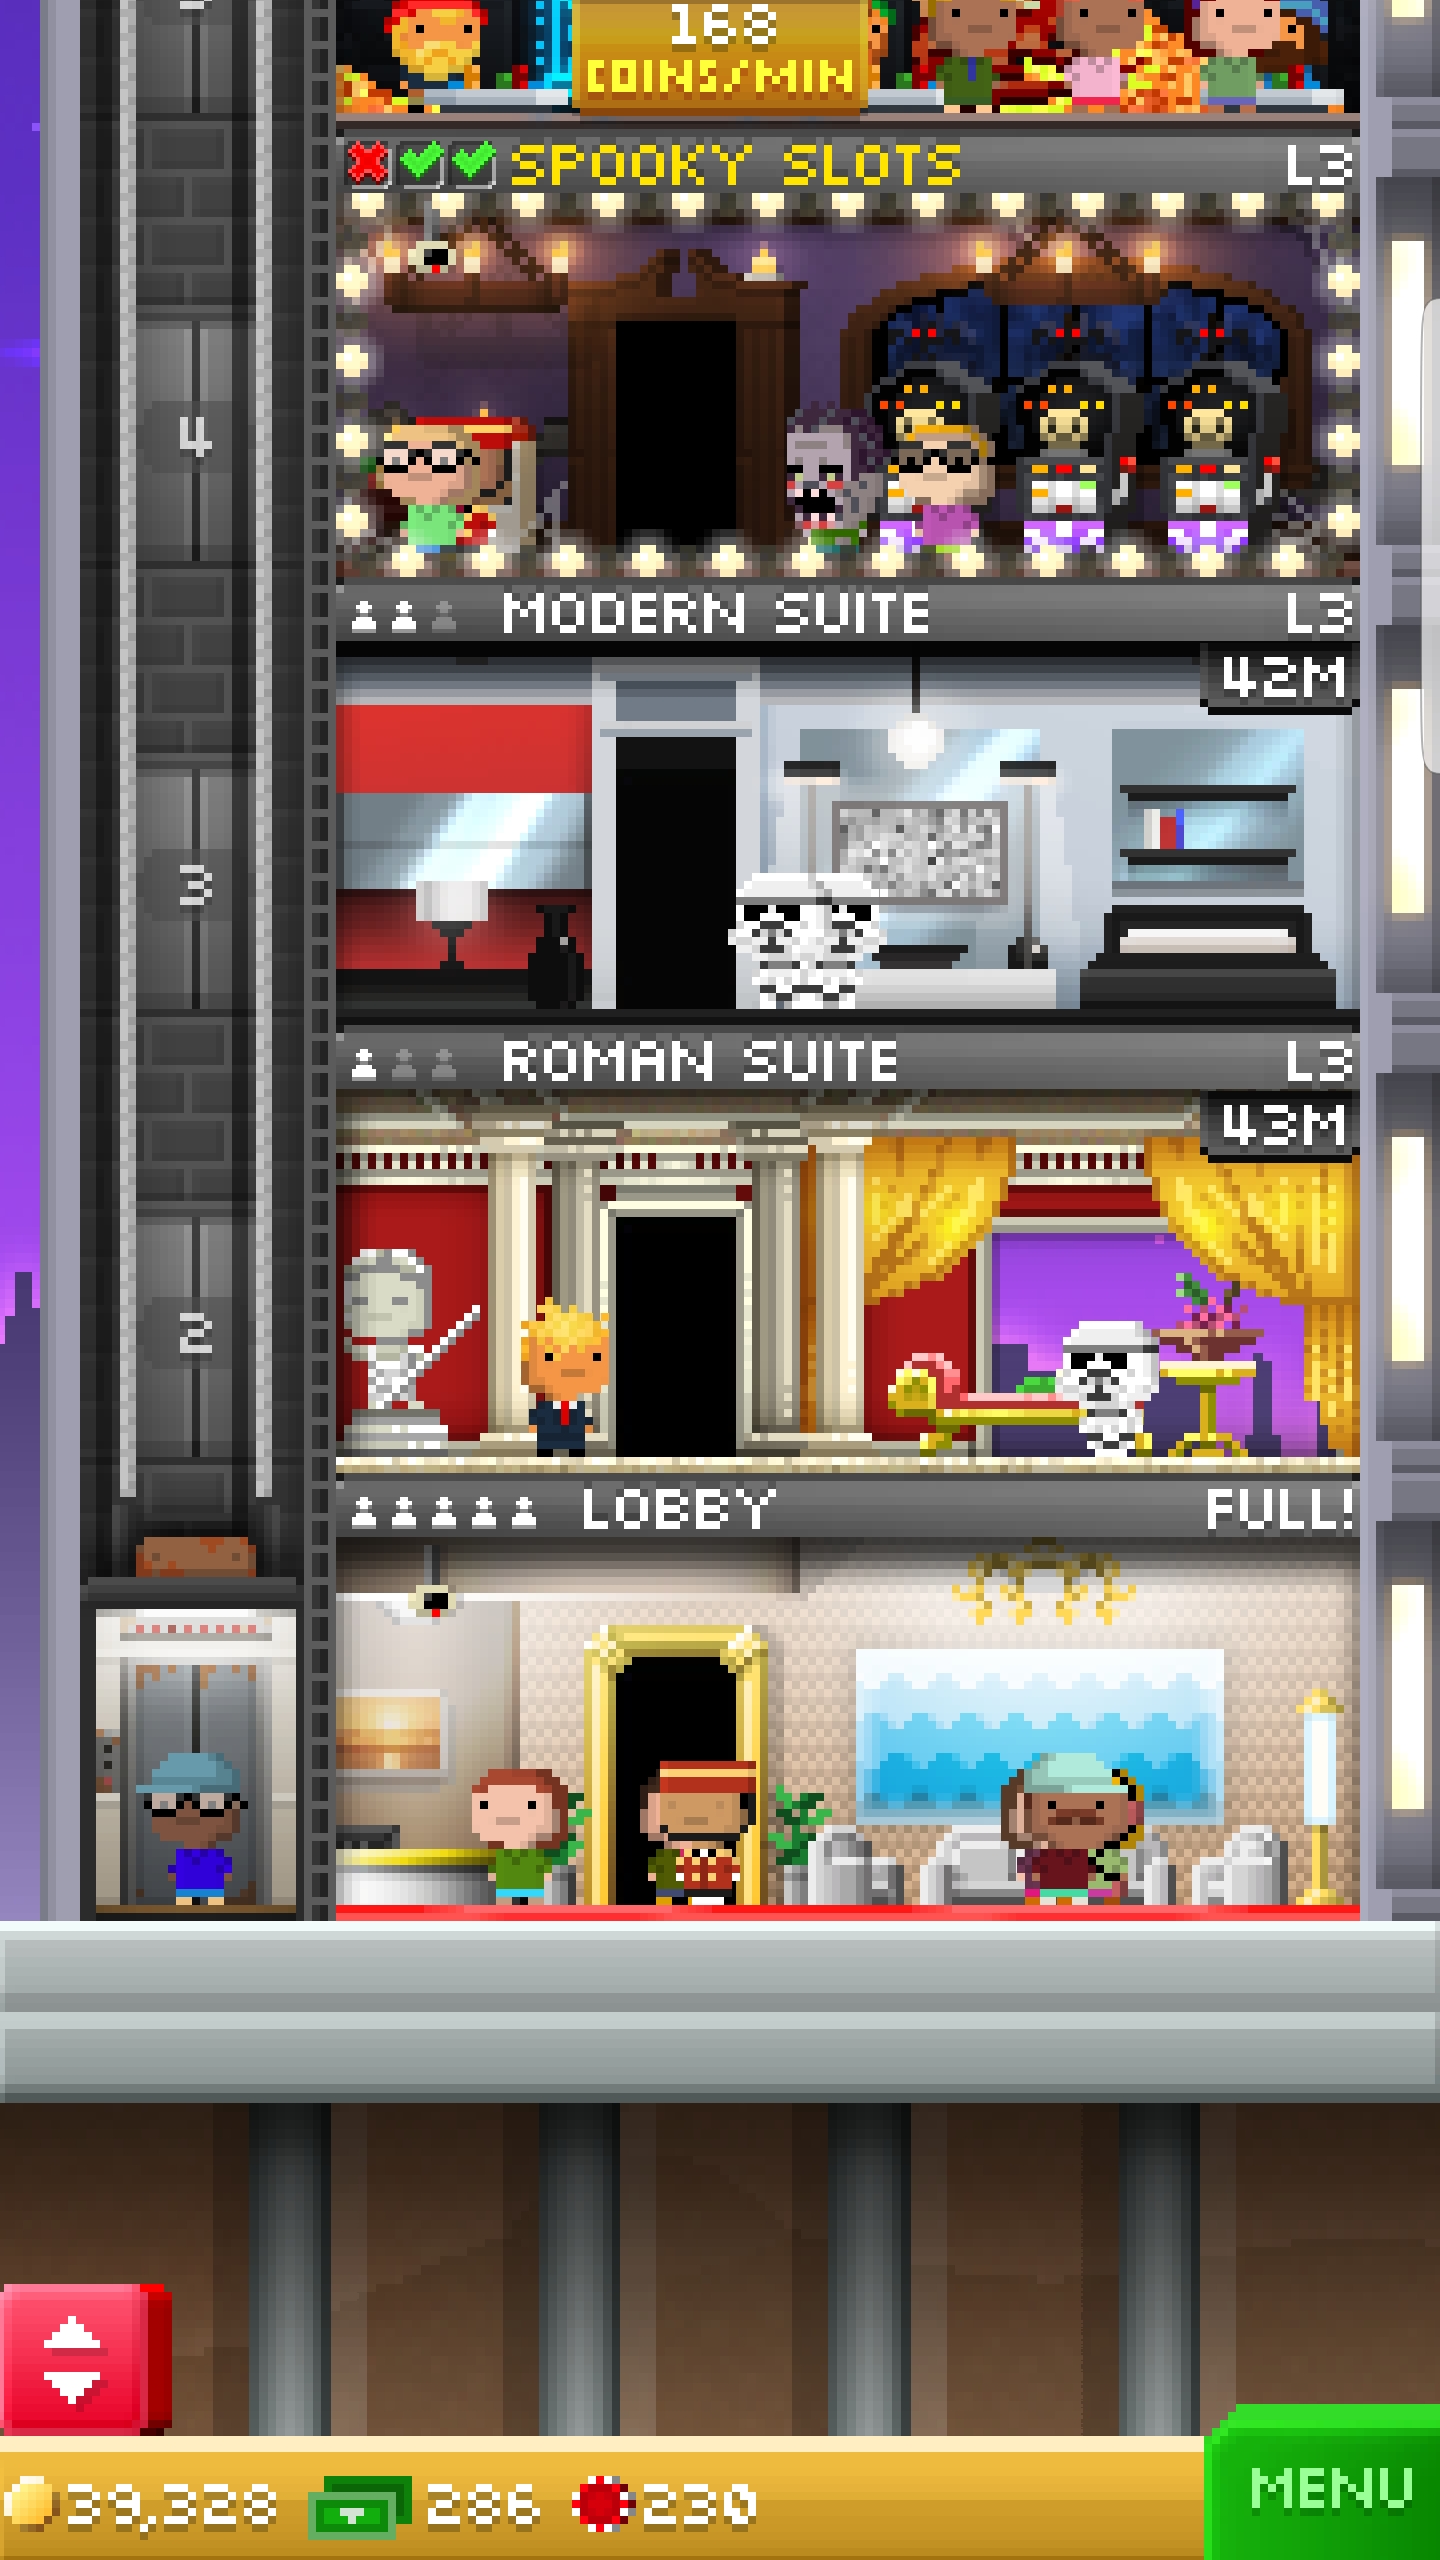 168
COINS/MIN
SPOOKY SLOTS L3
4
MODERN SUITE L3
42M
3
ROMAN SUITE L3
43M
2
LOBBY FULL!
MENU
39,328 286 230